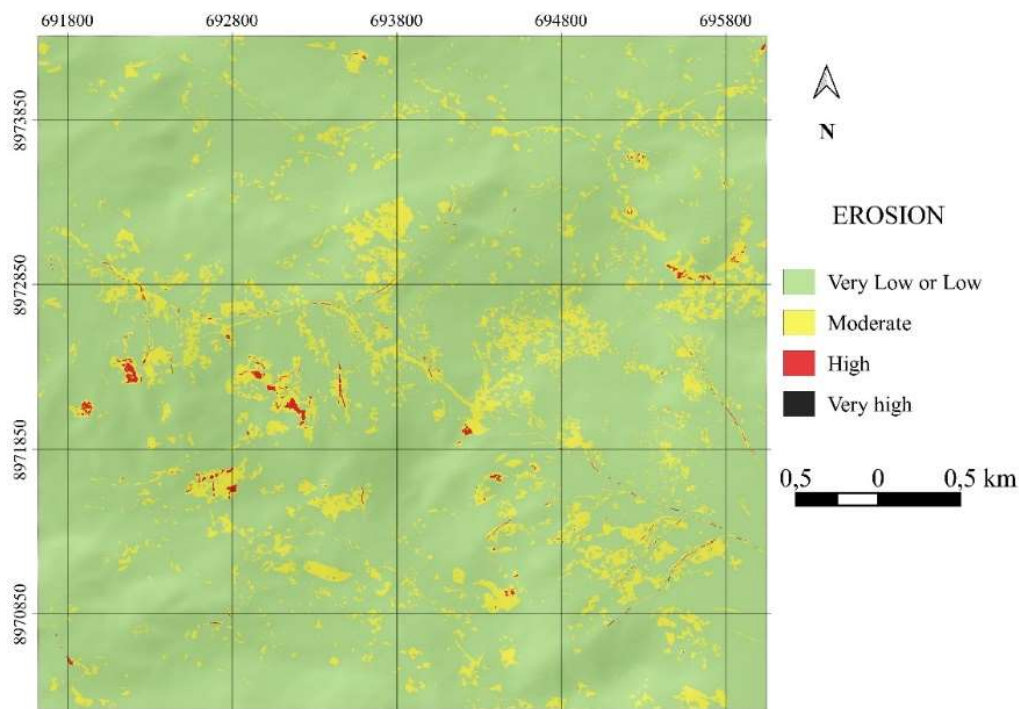 691800 692800 693800 694800 695800
8973850
8972850
8971850
8970850
N
EROSION
Very Low or Low
Moderate
High
Very high
0,5 0 0,5 km